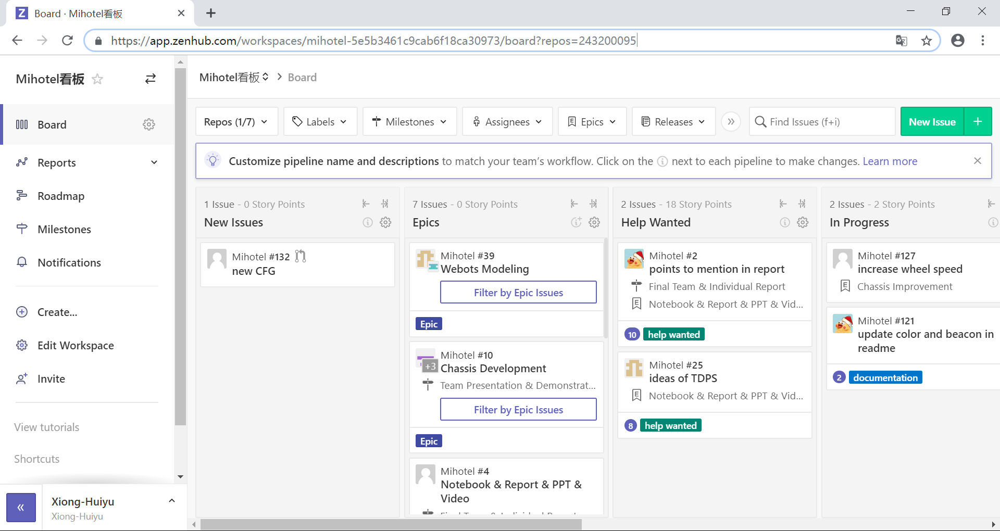 Board · Mihotel看板
https://app.zenhub.com/workspaces/mihotel-5e5b3461c9cab6f18ca30973/board?repos=243200095
Mihotel看板
Board
Reports
Roadmap
Milestones
Notifications
Create...
Edit Workspace
Invite
View tutorials
Shortcuts
Xiong-Huiyu
Xiong-Huiyu
Mihotel看板 > Board
Repos (1/7) Labels Milestones Assignees Epics Releases » Find Issues (f+i) New Issue +
Customize pipeline name and descriptions to match your team's workflow. Click on the i next to each pipeline to make changes. Learn more
1 Issue - 0 Story Points
New Issues
Mihotel #132
new CFG
7 Issues - 0 Story Points
Epics
Mihotel #39
Webots Modeling
Filter by Epic Issues
Epic
+3
Mihotel #10
Chassis Development
Team Presentation & Demonstrat...
Filter by Epic Issues
Epic
Mihotel #4
Notebook & Report & PPT &
Video
2 Issues - 18 Story Points
Help Wanted
Mihotel #2
points to mention in report
Final Team & Individual Report
Notebook & Report & PPT & Vid...
10 help wanted
Mihotel #25
ideas of TDPS
Notebook & Report & PPT & Vid...
8 help wanted
2 Issues - 2 Story Points
In Progress
Mihotel #127
increase wheel speed
Chassis Improvement
Mihotel #121
update color and beacon in
readme
2 documentation